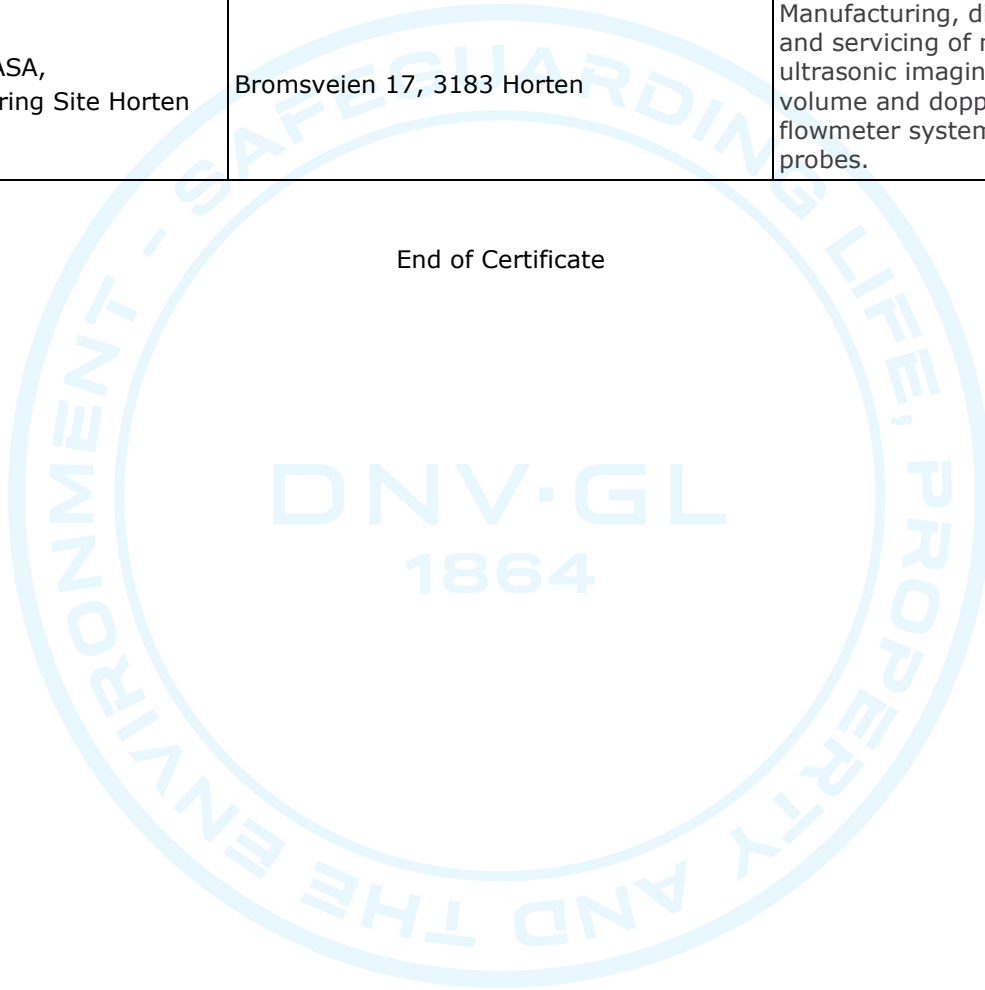 ASA,
ring Site Horten
Bromsveien 17, 3183 Horten
Manufacturing, di
and servicing of
ultrasonic imagin
volume and dopp
flowmeter system
probes.
End of Certificate
SAFEGUARDING LIFE, PROPERTY AND THE ENVIRONMENT -
DNV·GL
1864